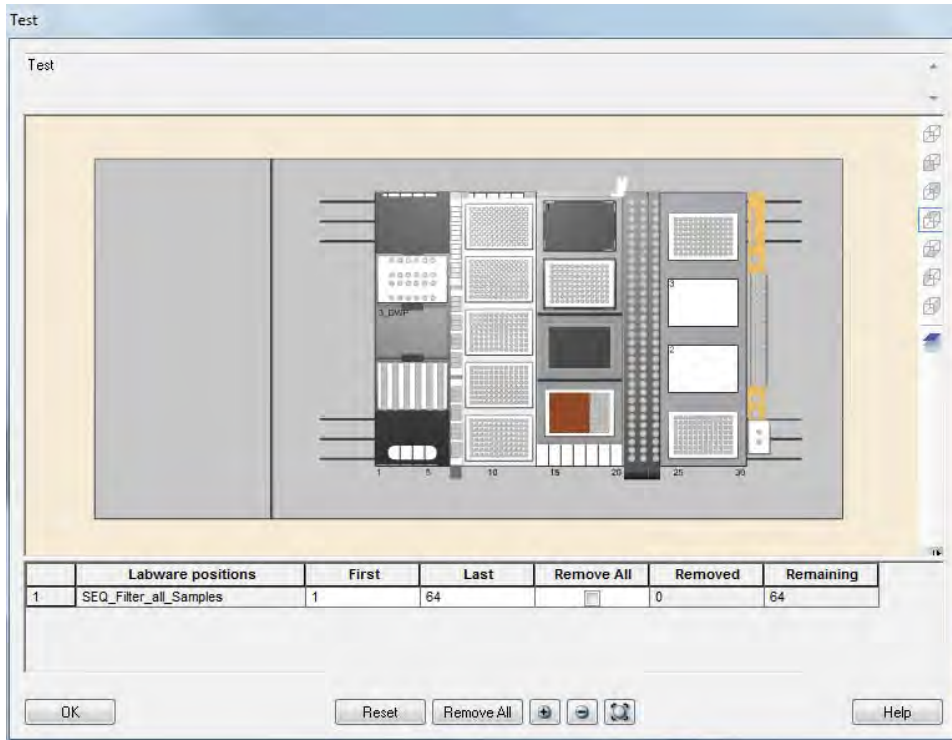 Test
Test
1
3_DWP
3
2
1 5 10 15 20 25 30
Labware positions First Last Remove All Removed Remaining
1 SEQ_Filter_all_Samples 1 64 0 64
OK Reset Remove All Help